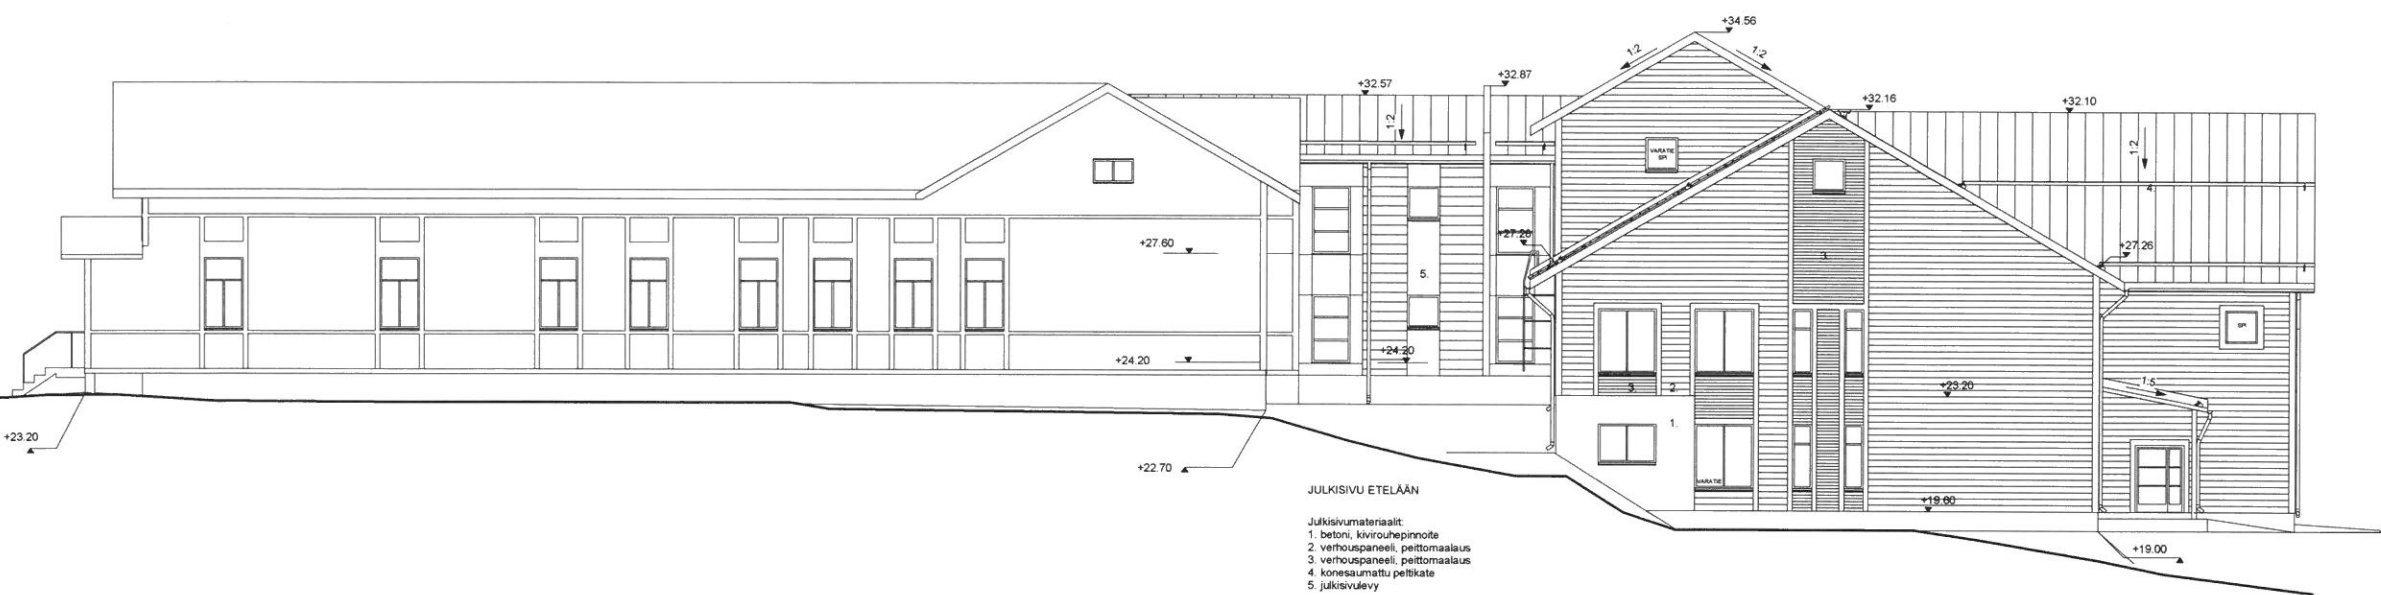 +34.56
1:2
1:2
+32.57
+32.87
+32.16
+32.10
1:2
1:2
VARATIE
SPI
4.
+27.60
+27.26
+27.26
5.
3.
SPI
+24.20
+24.20
3.
2.
+23.20
1:5
1.
+23.20
+22.70
VARATIE
+19.60
+19.00
JULKISIVU ETELÄÄN
Julkisivumateriaalit:
1. betoni, kivirouhepinnoite
2. verhouspaneeli, peittomaalaus
3. verhouspaneeli, peittomaalaus
4. konesaumattu peltikate
5. julkisivulevy